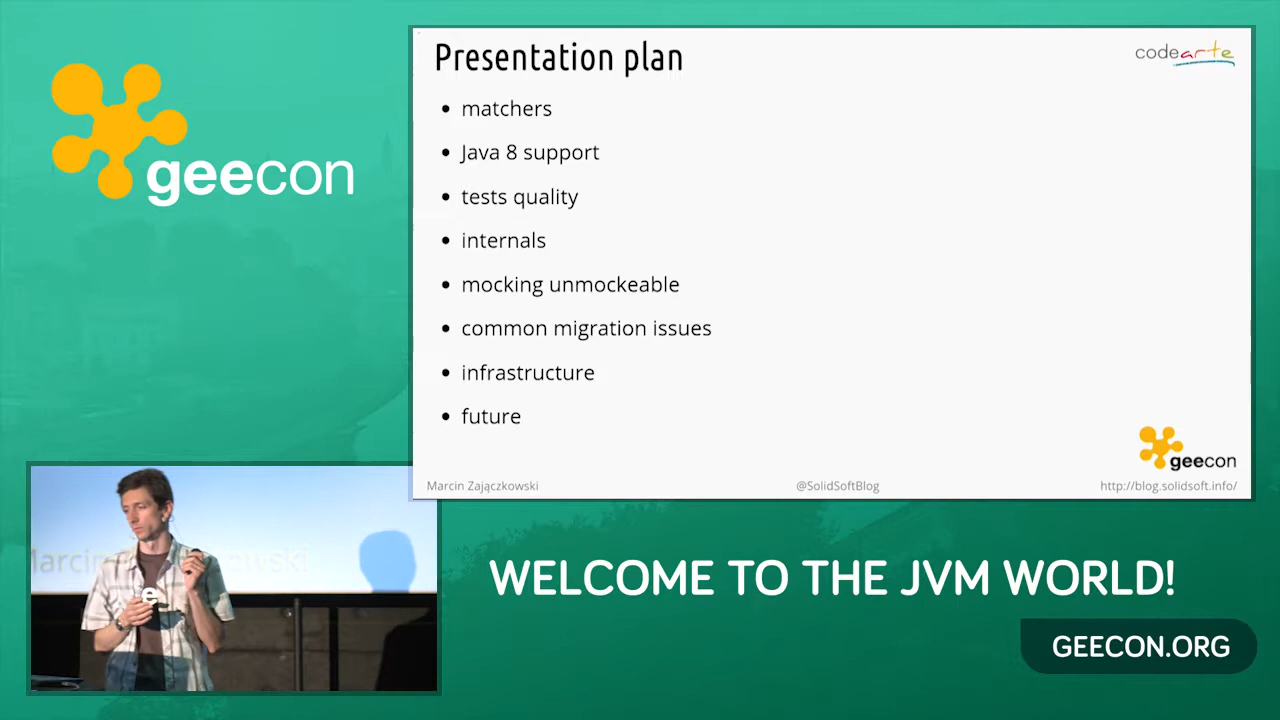 geecon
Presentation plan
codearte
matchers
Java 8 support
tests quality
internals
mocking unmockeable
common migration issues
infrastructure
future
geecon
Marcin Zajączkowski
@SolidSoftBlog
http://blog.solidsoft.info/
WELCOME TO THE JVM WORLD!
GEECON.ORG